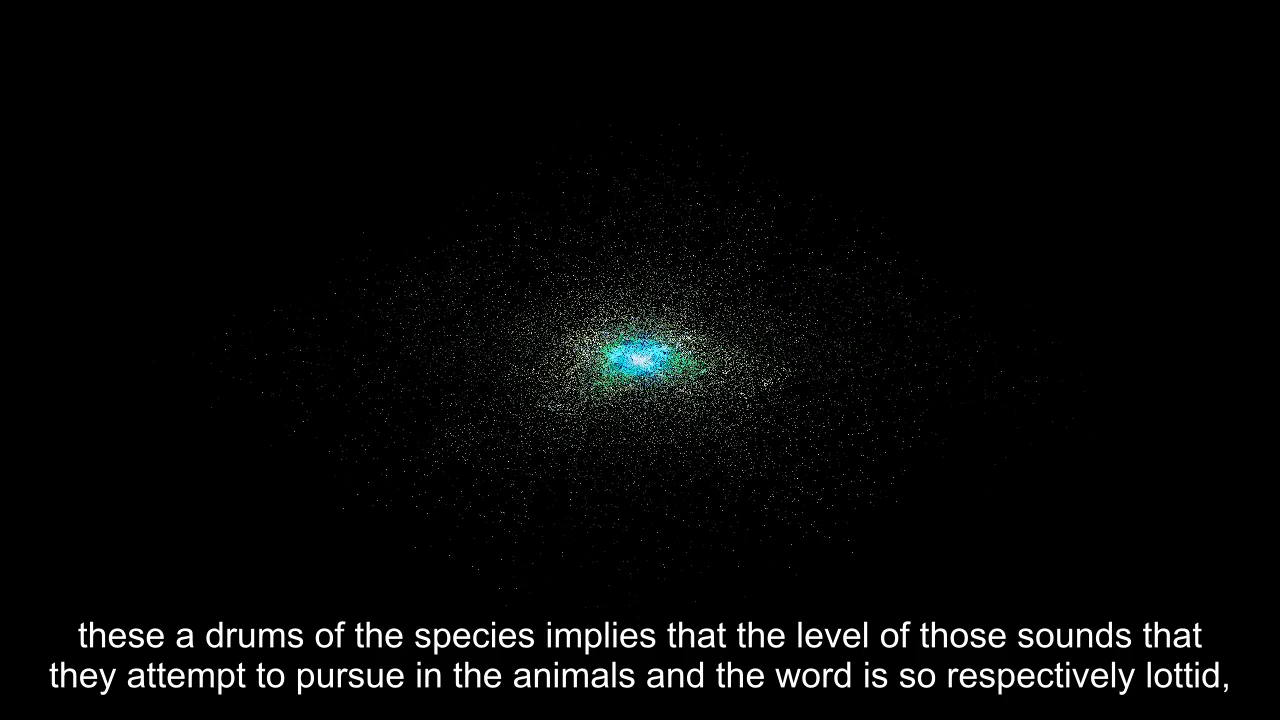 these a drums of the species implies that the level of those sounds that
they attempt to pursue in the animals and the word is so respectively lottid,